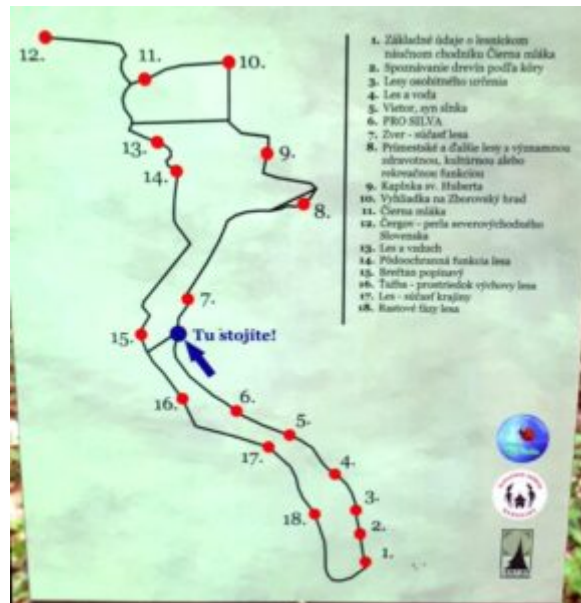 12.
11.
10.
13.
14.
9.
8.
7.
15.
Tu stojíte!
16.
6.
5.
17.
4.
18.
3.
2.
1.
1. Základné údaje o lesníckom
náučnom chodníku Čierna mláka
2. Spoznávanie drevín podľa kôry
3. Lesy osobitného určenia
4. Les a voda
5. Vietor, syn slnka
6. PRO SILVA
7. Zver - súčasť lesa
8. Prímestské a ďalšie lesy s významnou
zdravotnou, kultúrnou alebo
rekreačnou funkciou
9. Kaplnka sv. Huberta
10. Vyhliadka na Zborovský hrad
11. Čierna mláka
12. Čergov - perla severovýchodného
Slovenska
13. Les a vzduch
14. Pôdoochranná funkcia lesa
15. Brečtan popínavý
16. Ťažba - prostriedok výchovy lesa
17. Les - súčasť krajiny
18. Rastové fázy lesa